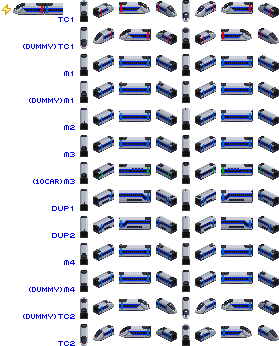 TC1
(DUMMY)TC1
M1
(DUMMY)M1
M2
M3
(10CAR)M3
DUP1
DUP2
M4
(DUMMY)M4
(DUMMY)TC2
TC2